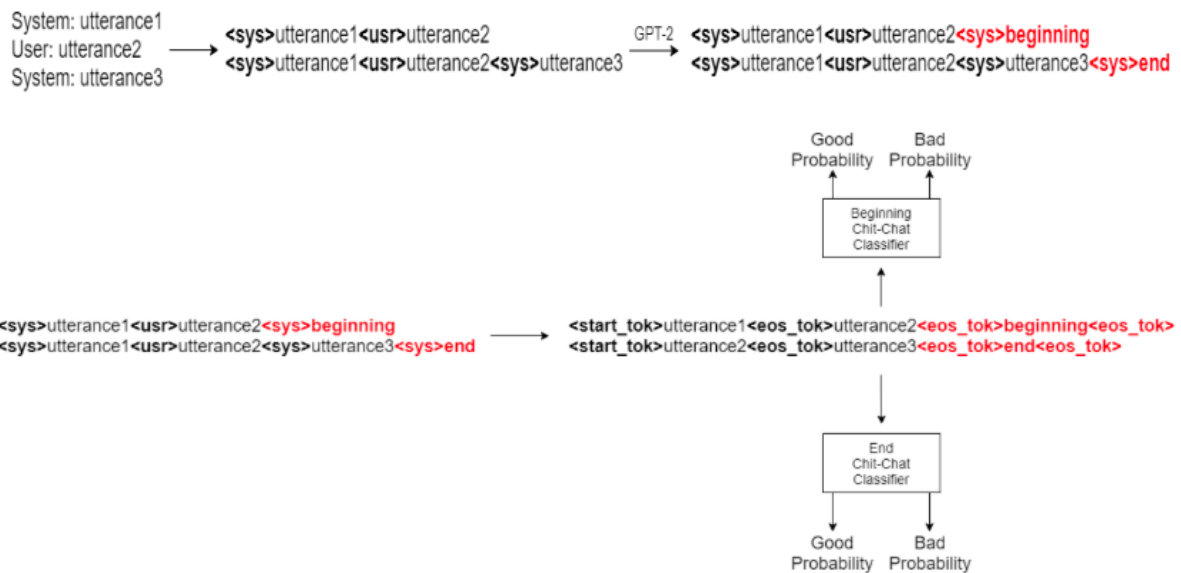 System: utterance1
User: utterance2
System: utterance3
<sys>utterance1<usr>utterance2
<sys>utterance1<usr>utterance2<sys>utterance3
GPT-2
<sys>utterance1<usr>utterance2<sys>beginning
<sys>utterance1<usr>utterance2<sys>utterance3<sys>end
Good
Probability
Bad
Probability
Beginning
Chit-Chat
Classifier
<sys>utterance1<usr>utterance2<sys>beginning
<sys>utterance1<usr>utterance2<sys>utterance3<sys>end
<start_tok>utterance1<eos_tok>utterance2<eos_tok>beginning<eos_tok>
<start_tok>utterance2<eos_tok>utterance3<eos_tok>end<eos_tok>
End
Chit-Chat
Classifier
Good
Probability
Bad
Probability